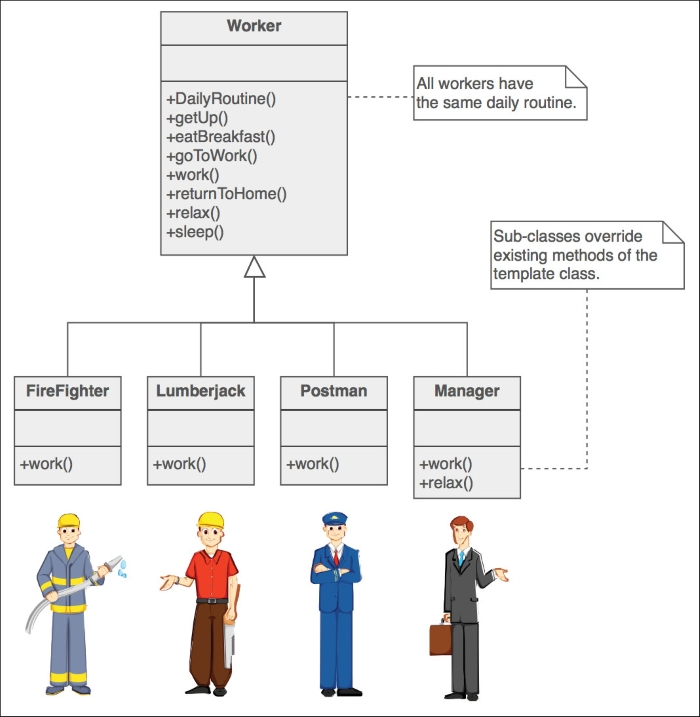 Worker
+DailyRoutine()
+getUp()
+eatBreakfast()
+goToWork()
+work()
+returnToHome()
+relax()
+sleep()
All workers have
the same daily routine.
Sub-classes override
existing methods of the
template class.
FireFighter
+work()
Lumberjack
+work()
Postman
+work()
Manager
+work()
+relax()